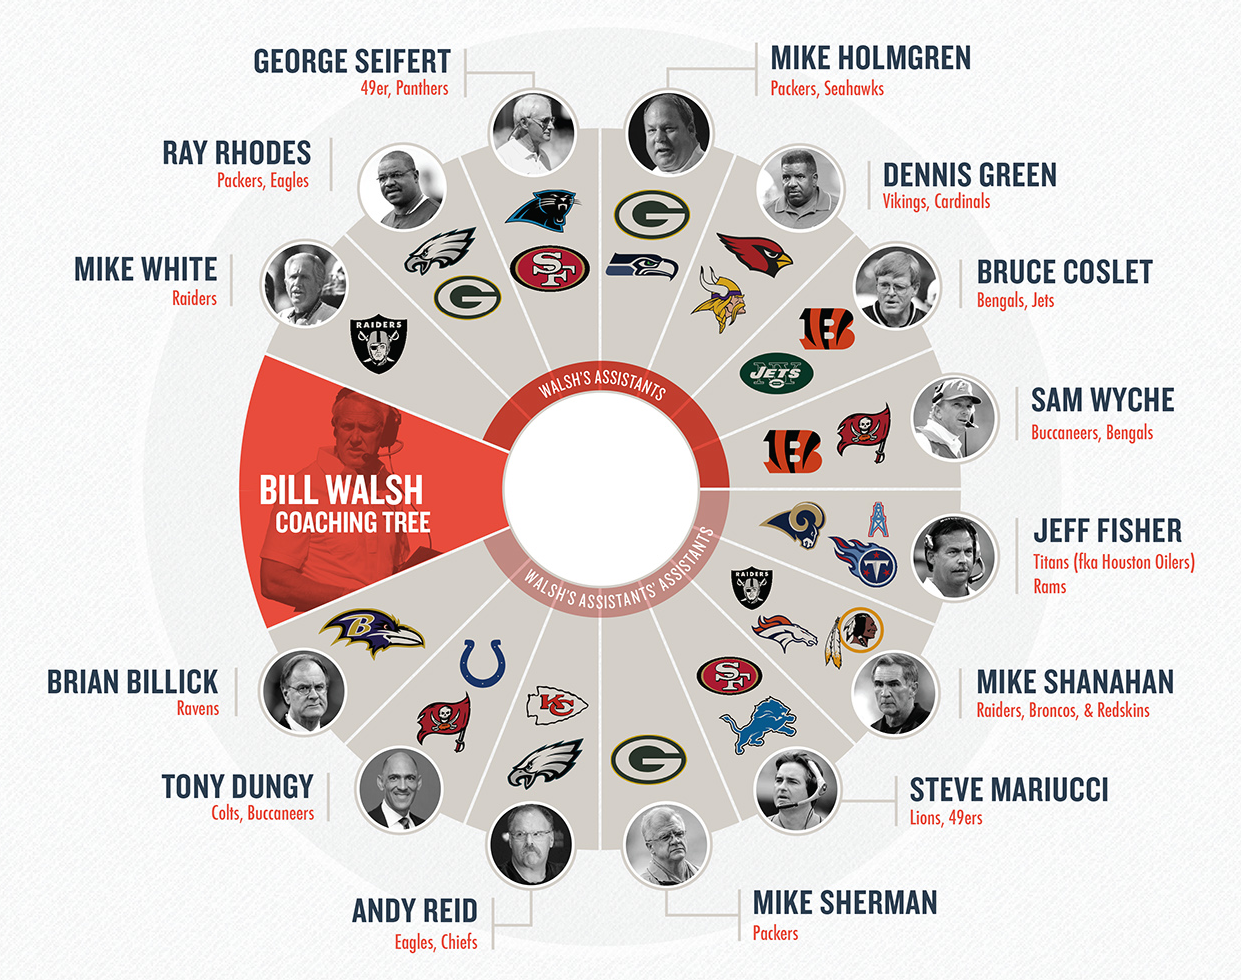 GEORGE SEIFERT
49er, Panthers
MIKE HOLMGREN
Packers, Seahawks
RAY RHODES
Packers, Eagles
DENNIS GREEN
Vikings, Cardinals
MIKE WHITE
Raiders
BRUCE COSLET
Bengals, Jets
SAM WYCHE
Buccaneers, Bengals
JEFF FISHER
Titans (fka Houston Oilers)
Rams
MIKE SHANAHAN
Raiders, Broncos, & Redskins
STEVE MARIUCCI
Lions, 49ers
MIKE SHERMAN
Packers
ANDY REID
Eagles, Chiefs
TONY DUNGY
Colts, Buccaneers
BRIAN BILLICK
Ravens
BILL WALSH
COACHING TREE
WALSH'S ASSISTANTS
WALSH'S ASSISTANTS' ASSISTANTS
RAIDERS
G
SF
G
B
JETS
B
T
RAIDERS
SF
G
KC
B